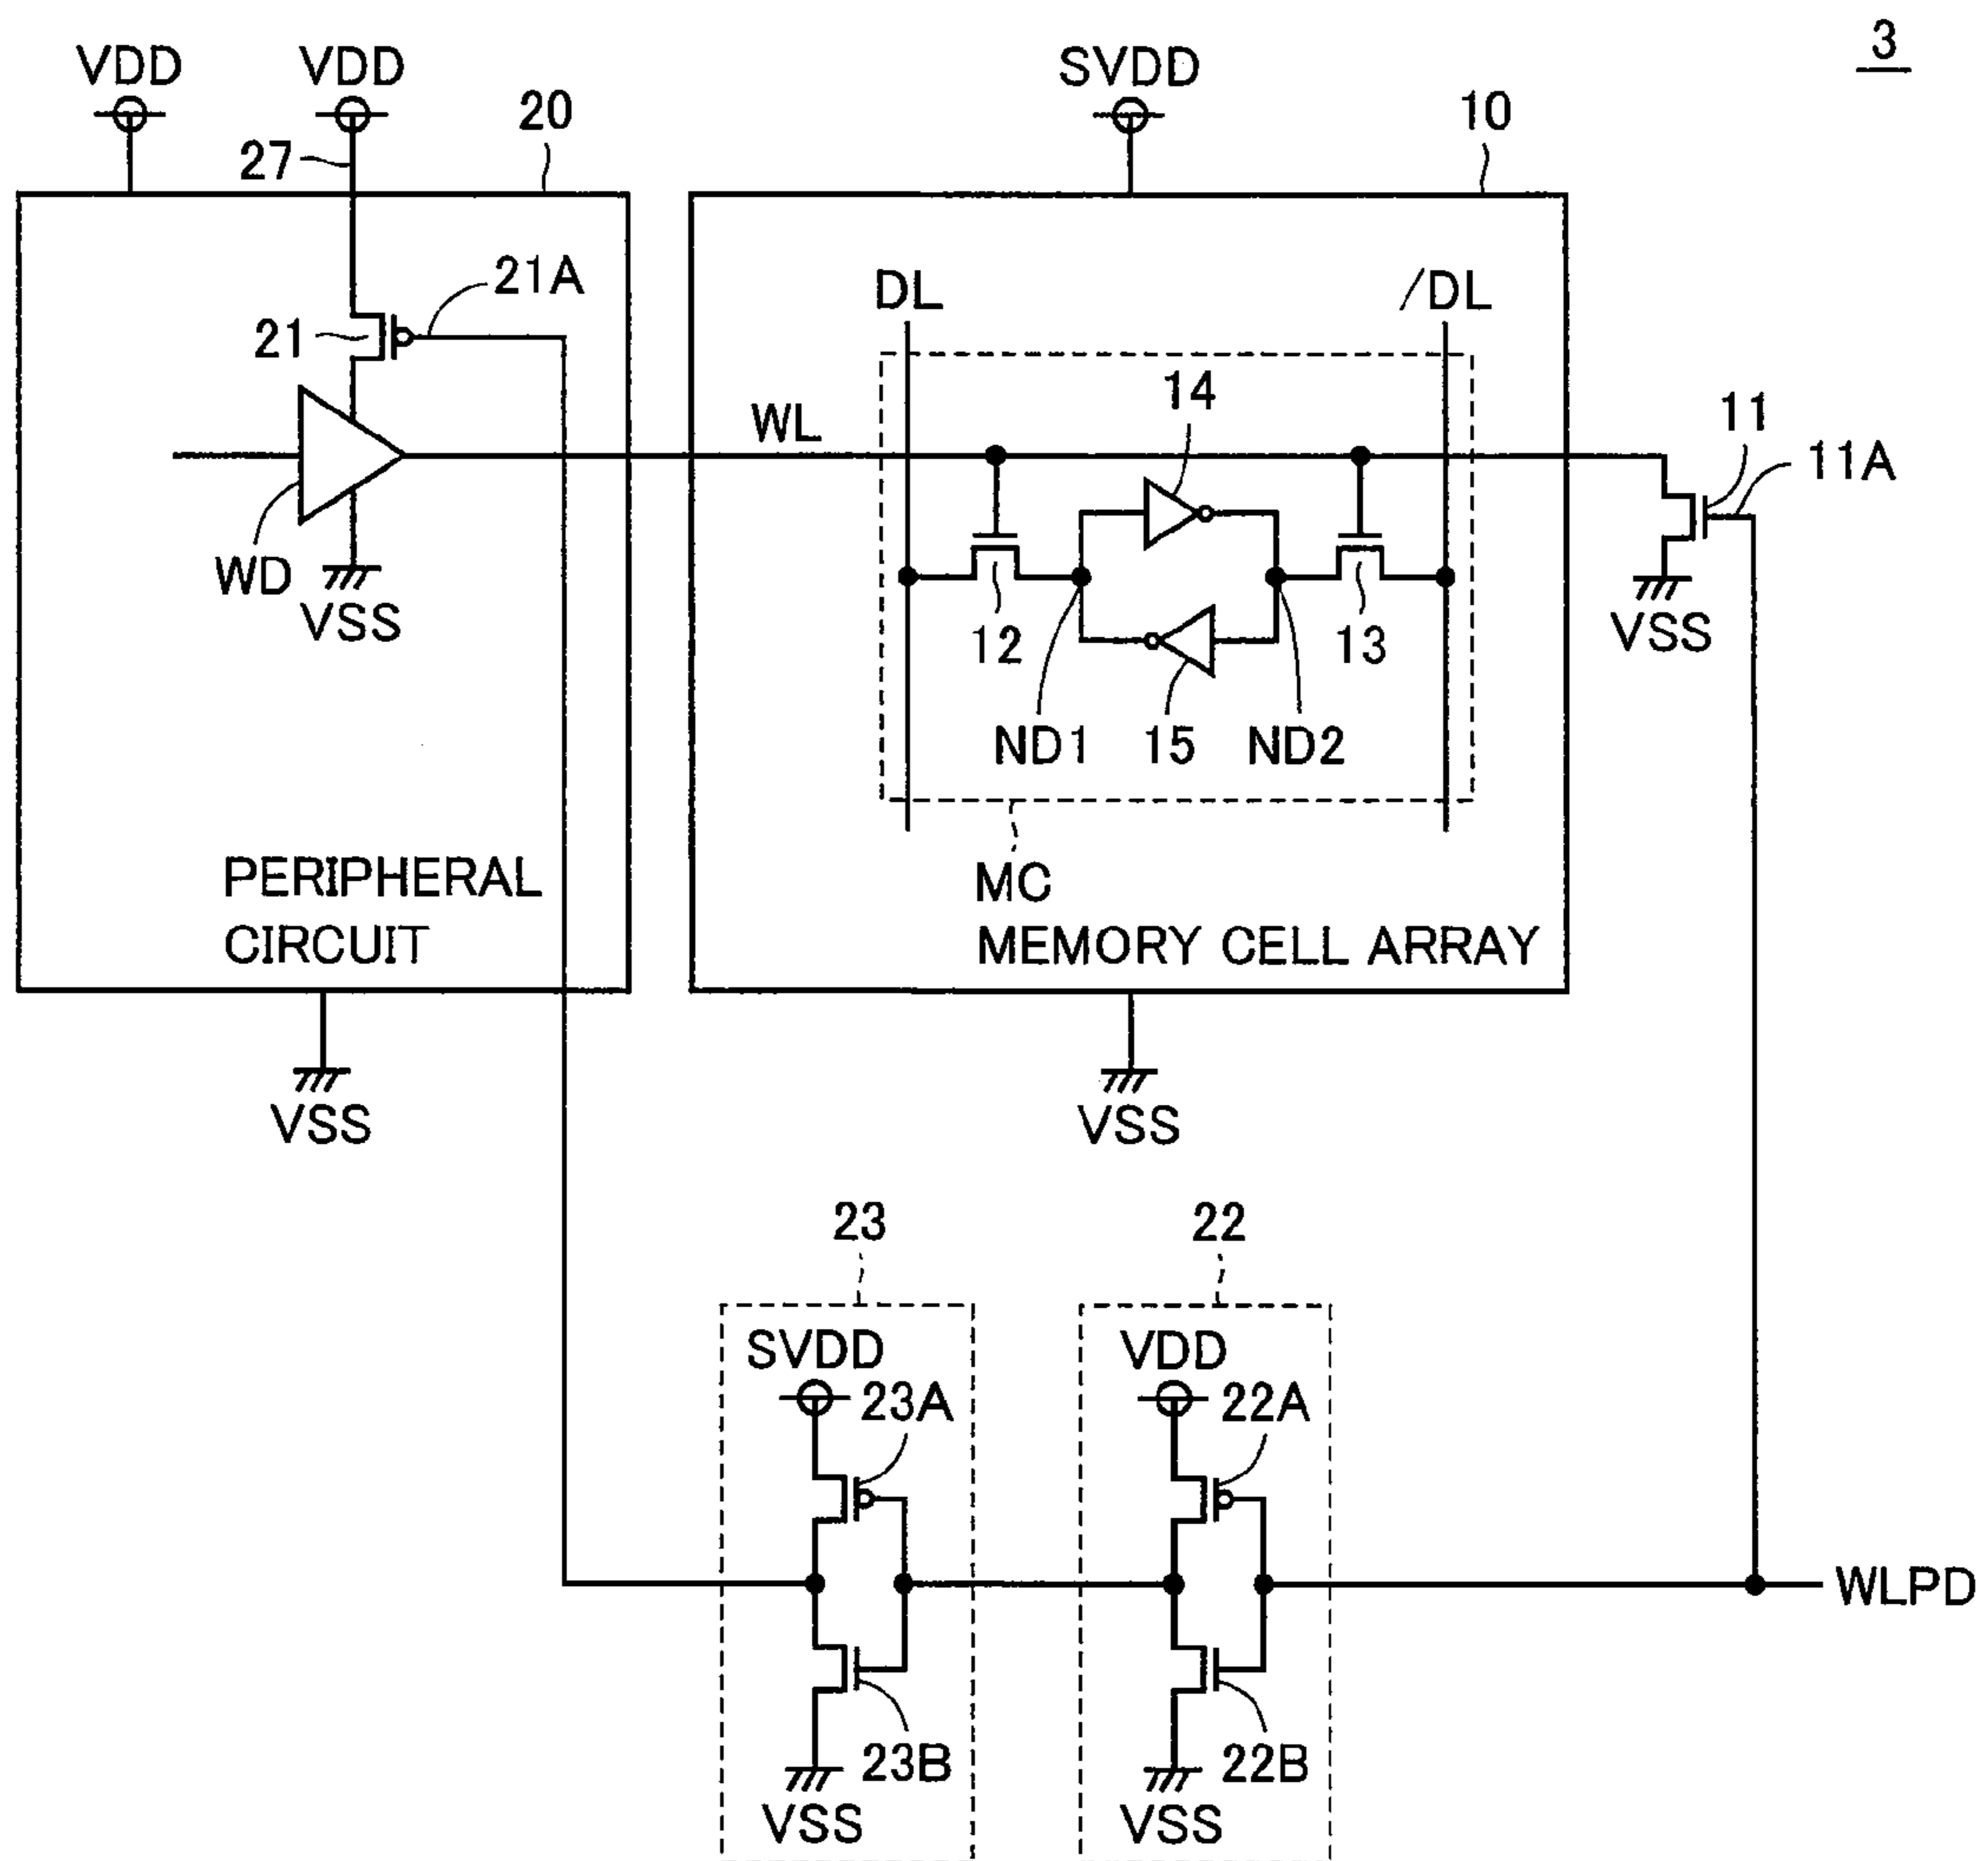 3
VDD
VDD
SVDD
27
20
10
21A
21
DL
/DL
14
WL
11
11A
WD
VSS
12
13
VSS
ND1
15
ND2
MC
PERIPHERAL
CIRCUIT
MEMORY CELL ARRAY
VSS
VSS
23
22
SVDD
VDD
23A
22A
WLPD
23B
22B
VSS
VSS